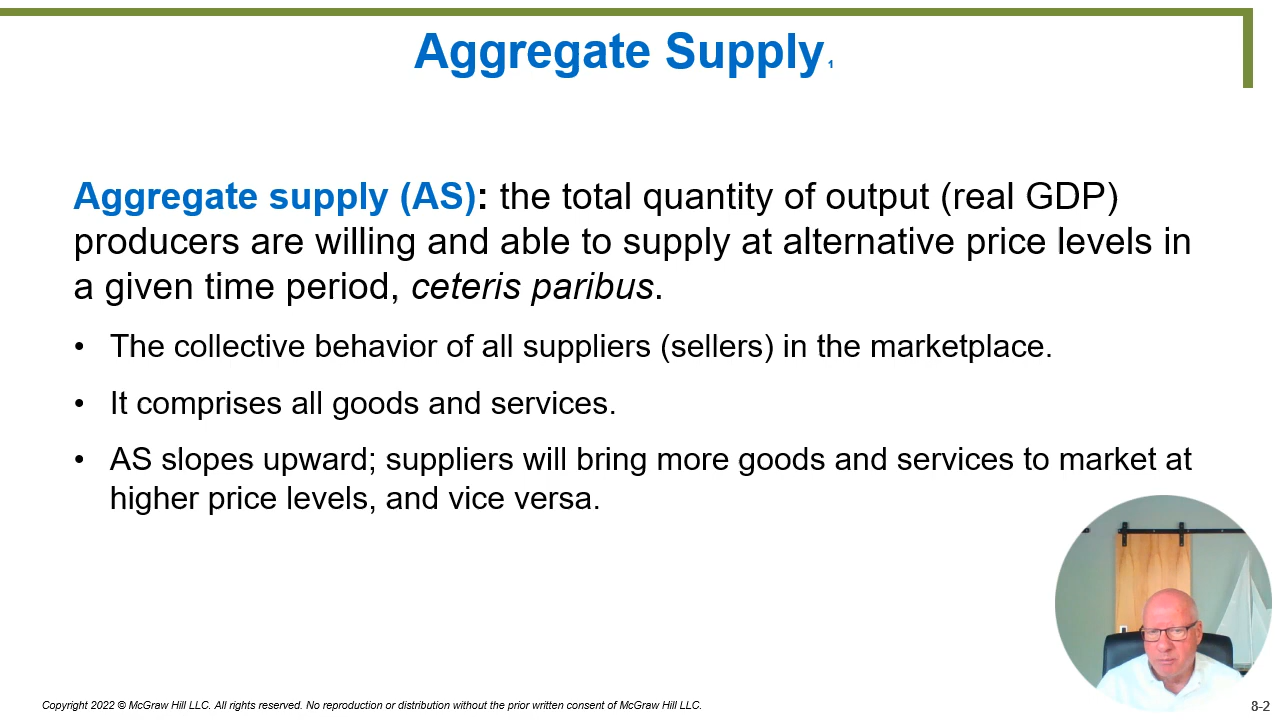 Aggregate Supply 1
Aggregate supply (AS): the total quantity of output (real GDP)
producers are willing and able to supply at alternative price levels in
a given time period, ceteris paribus.
• The collective behavior of all suppliers (sellers) in the marketplace.
• It comprises all goods and services.
• AS slopes upward; suppliers will bring more goods and services to market at
higher price levels, and vice versa.
Copyright 2022 © McGraw Hill LLC. All rights reserved. No reproduction or distribution without the prior written consent of McGraw Hill LLC.
8-2